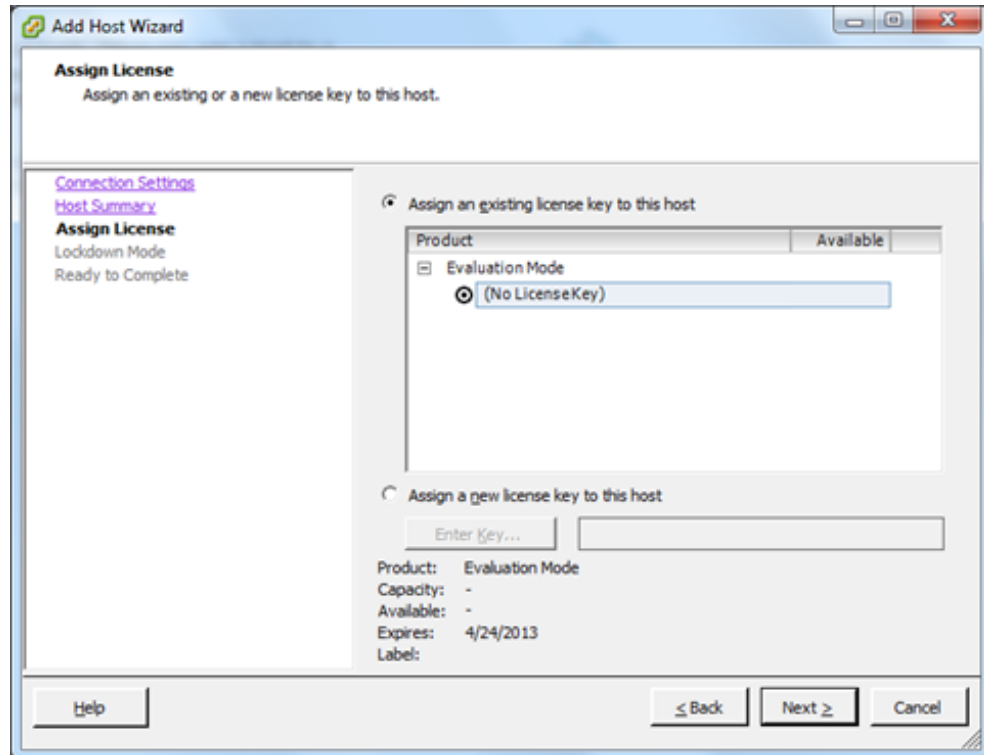 Add Host Wizard
Assign License
Assign an existing or a new license key to this host.
Connection Settings
Host Summary
Assign License
Lockdown Mode
Ready to Complete
Assign an existing license key to this host
Product Available
Evaluation Mode
(No License Key)
Assign a new license key to this host
Enter Key...
Product: Evaluation Mode
Capacity: -
Available: -
Expires: 4/24/2013
Label:
Help
< Back
Next >
Cancel